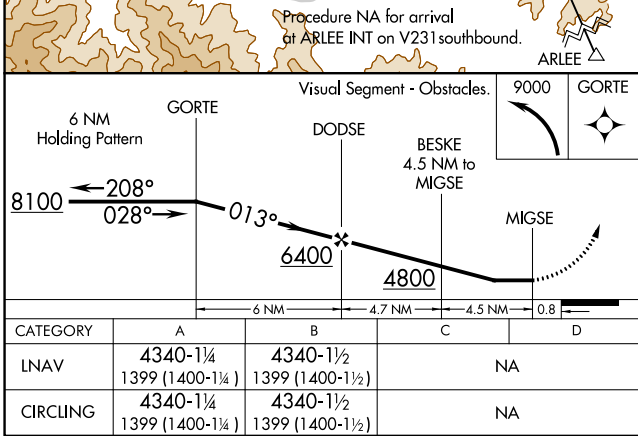 Procedure NA for arrival
at ARLEE INT on V231southbound.
ARLEE
Visual Segment - Obstacles.
9000
GORTE
6 NM
Holding Pattern
GORTE
DODSE
BESKE
4.5 NM to
MIGSE
MIGSE
8100
208°
028°
013°
6400
4800
6 NM
4.7 NM
4.5 NM
0.8
CATEGORY A B C D
LNAV 4340-1¼ 4340-1½ NA
1399 (1400-1¼ ) 1399 (1400-1½)
CIRCLING 4340-1¼ 4340-1½ NA
1399 (1400-1¼ ) 1399 (1400-1½)